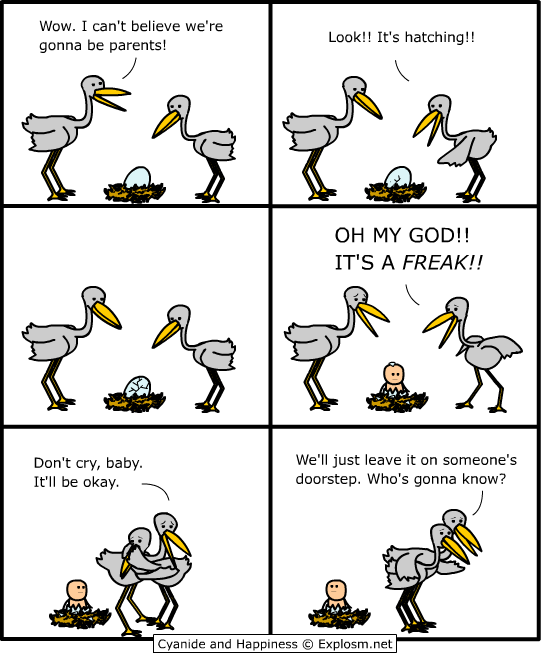 Wow. I can't believe we're
gonna be parents!
Look!! It's hatching!!
OH MY GOD!!
IT'S A FREAK!!
Don't cry, baby.
It'll be okay.
We'll just leave it on someone's
doorstep. Who's gonna know?
Cyanide and Happiness © Explosm.net